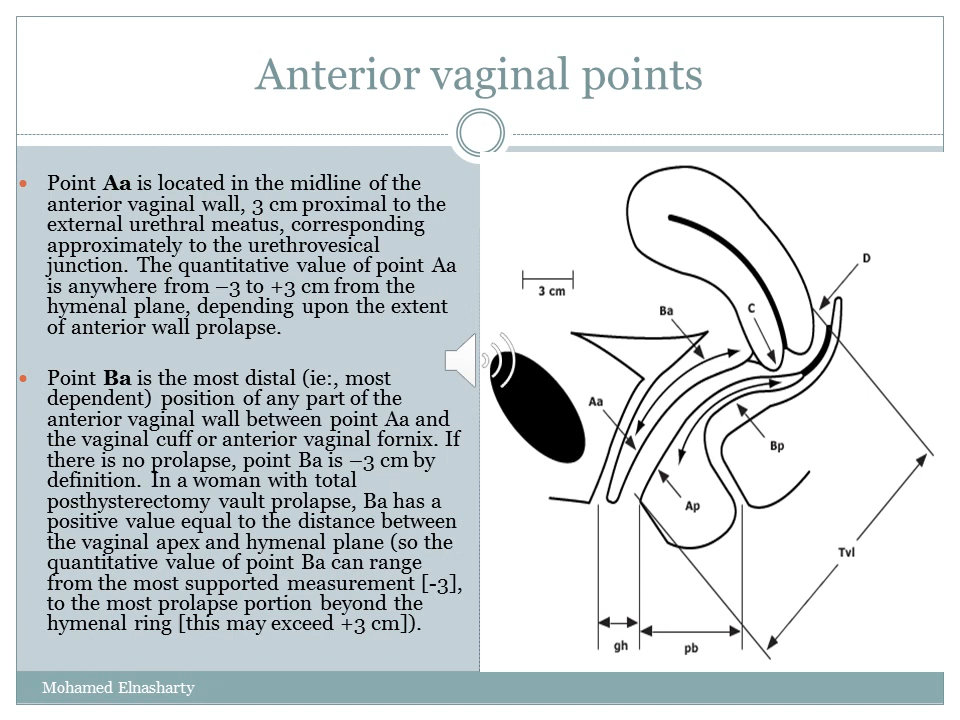 Anterior vaginal points
• Point Aa is located in the midline of the
anterior vaginal wall, 3 cm proximal to the
external urethral meatus, corresponding
approximately to the urethrovesical
junction. The quantitative value of point Aa
is anywhere from –3 to +3 cm from the
hymenal plane, depending upon the extent
of anterior wall prolapse.
• Point Ba is the most distal (ie:, most
dependent) position of any part of the
anterior vaginal wall between point Aa and
the vaginal cuff or anterior vaginal fornix. If
there is no prolapse, point Ba is –3 cm by
definition. In a woman with total
posthysterectomy vault prolapse, Ba has a
positive value equal to the distance between
the vaginal apex and hymenal plane (so the
quantitative value of point Ba can range
from the most supported measurement [-3],
to the most prolapse portion beyond the
hymenal ring [this may exceed +3 cm]).
D
3 cm
Ba
C
Aa
Bp
Ap
Tvl
gh
pb
Mohamed Elnasharty